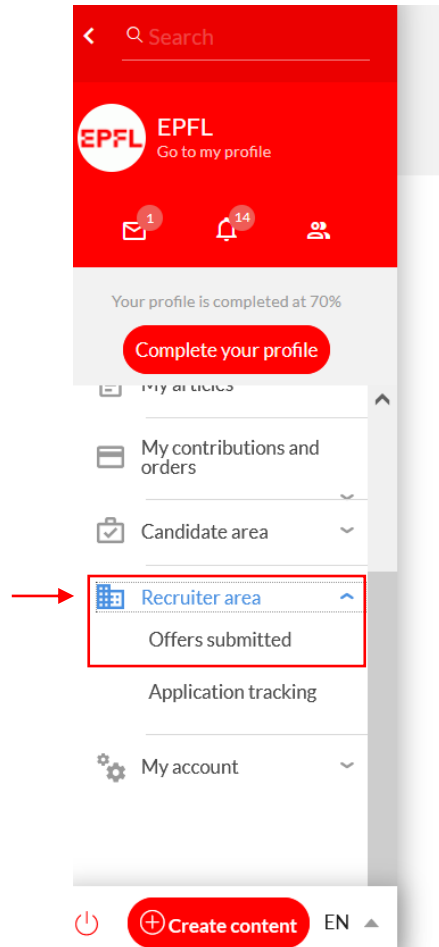 Search
EPFL
EPFL
Go to my profile
1
14
Your profile is completed at 70%
Complete your profile
My articles
My contributions and
orders
Candidate area
Recruiter area
Offers submitted
Application tracking
My account
Create content
EN